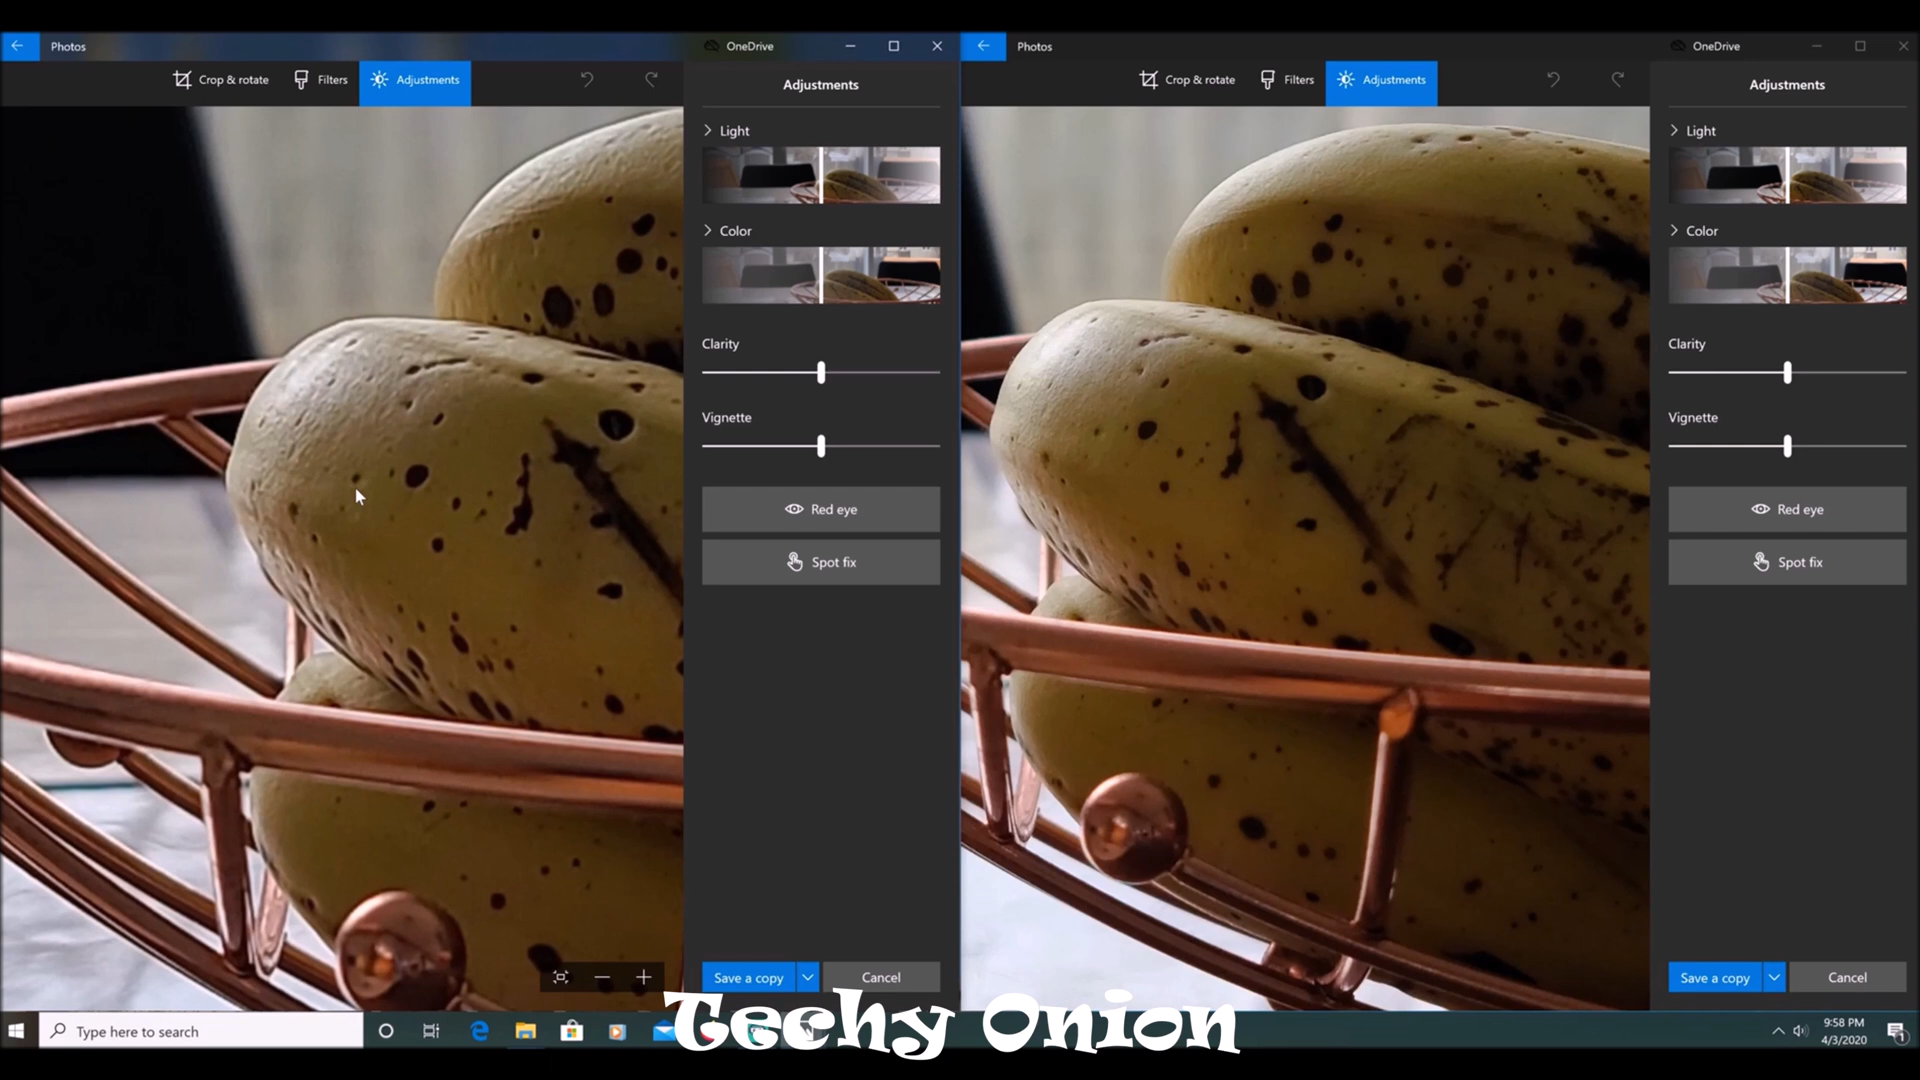 Photos
OneDrive
Crop & rotate
Filters
Adjustments
Adjustments
Light
Color
Clarity
Vignette
Red eye
Spot fix
Save a copy
Cancel
Photos
OneDrive
Crop & rotate
Filters
Adjustments
Adjustments
Light
Color
Clarity
Vignette
Red eye
Spot fix
Save a copy
Cancel
Type here to search
Techy Onion
9:58 PM
4/3/2020
1